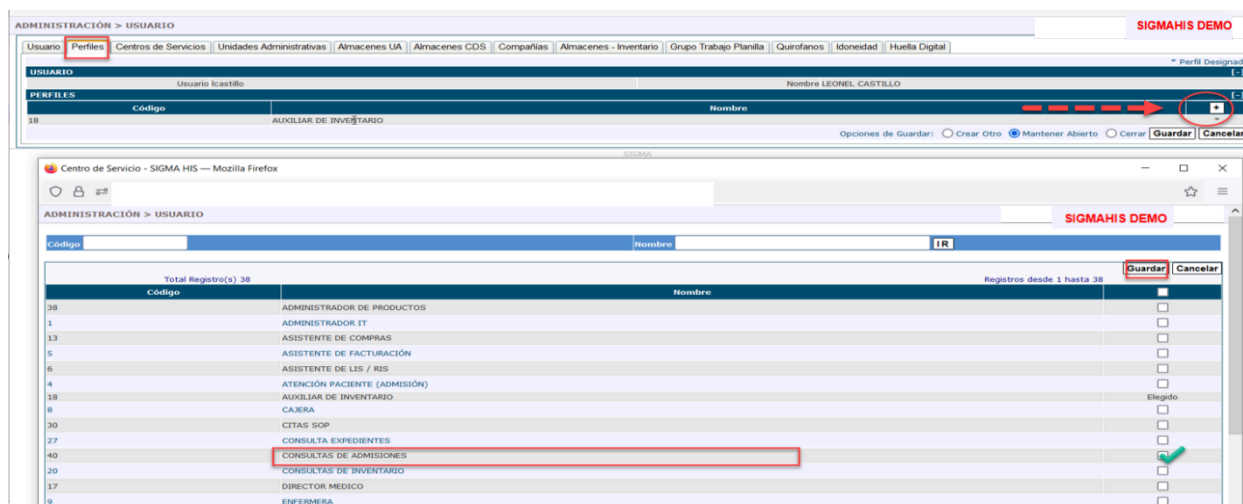 ADMINISTRACIÓN > USUARIO
SIGMAHIS DEMO
Usuario Perfiles Centros de Servicios Unidades Administrativas Almacenes UA Almacenes CDS Compañías Almacenes - Inventario Grupo Trabajo Planilla Quirofanos Idoneidad Huella Digital
* Perfil Designad
USUARIO [-]
Usuario lcastillo Nombre LEONEL CASTILLO
PERFILES [-]
Código Nombre +
18 AUXILIAR DE INVENTARIO
Opciones de Guardar: Crear Otro Mantener Abierto Cerrar Guardar Cancelar
SIGMA
Centro de Servicio - SIGMA HIS — Mozilla Firefox
ADMINISTRACIÓN > USUARIO
SIGMAHIS DEMO
Código Nombre IR
Guardar Cancelar
Total Registro(s) 38 Registros desde 1 hasta 38
Código Nombre
38 ADMINISTRADOR DE PRODUCTOS
1 ADMINISTRADOR IT
13 ASISTENTE DE COMPRAS
5 ASISTENTE DE FACTURACIÓN
6 ASISTENTE DE LIS / RIS
4 ATENCIÓN PACIENTE (ADMISIÓN)
18 AUXILIAR DE INVENTARIO Elegido
8 CAJERA
30 CITAS SOP
27 CONSULTA EXPEDIENTES
40 CONSULTAS DE ADMISIONES
20 CONSULTAS DE INVENTARIO
17 DIRECTOR MEDICO
9 ENFERMERA